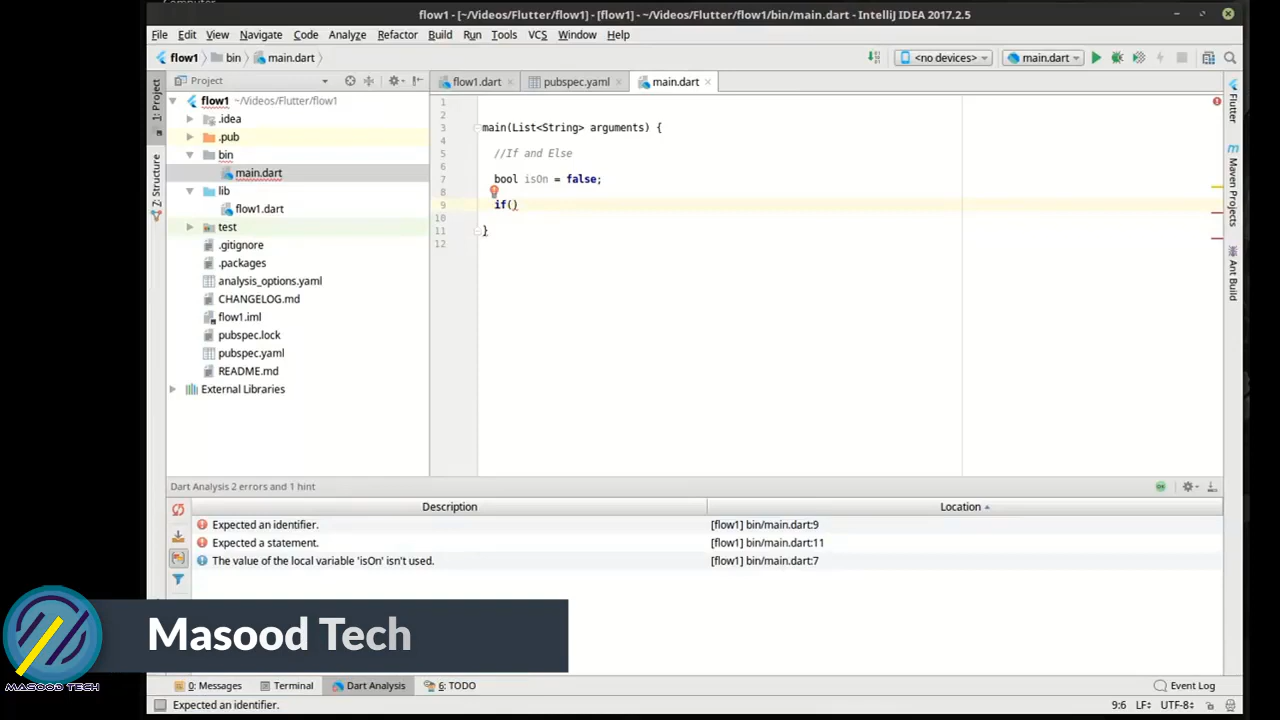 flow1 - [~/Videos/Flutter/flow1] - [flow1] - ~/Videos/Flutter/flow1/bin/main.dart - IntelliJ IDEA 2017.2.5
File Edit View Navigate Code Analyze Refactor Build Run Tools VCS Window Help
flow1 bin main.dart <no devices> main.dart
Project
flow1.dart pubspec.yaml main.dart
1: Project
Z: Structure
flow1 ~/Videos/Flutter/flow1
.idea
.pub
bin
main.dart
lib
flow1.dart
test
.gitignore
.packages
analysis_options.yaml
CHANGELOG.md
flow1.iml
pubspec.lock
pubspec.yaml
README.md
External Libraries
1
2
3 main(List<String> arguments) {
4
5 //If and Else
6
7 bool isOn = false;
8
9 if()
10
11 }
12
Flutter
Maven Projects
Ant Build
Dart Analysis 2 errors and 1 hint
Description Location
Expected an identifier. [flow1] bin/main.dart:9
Expected a statement. [flow1] bin/main.dart:11
The value of the local variable 'isOn' isn't used. [flow1] bin/main.dart:7
Masood Tech
MASOOD TECH
0: Messages Terminal Dart Analysis 6: TODO Event Log
Expected an identifier. 9:6 LF UTF-8